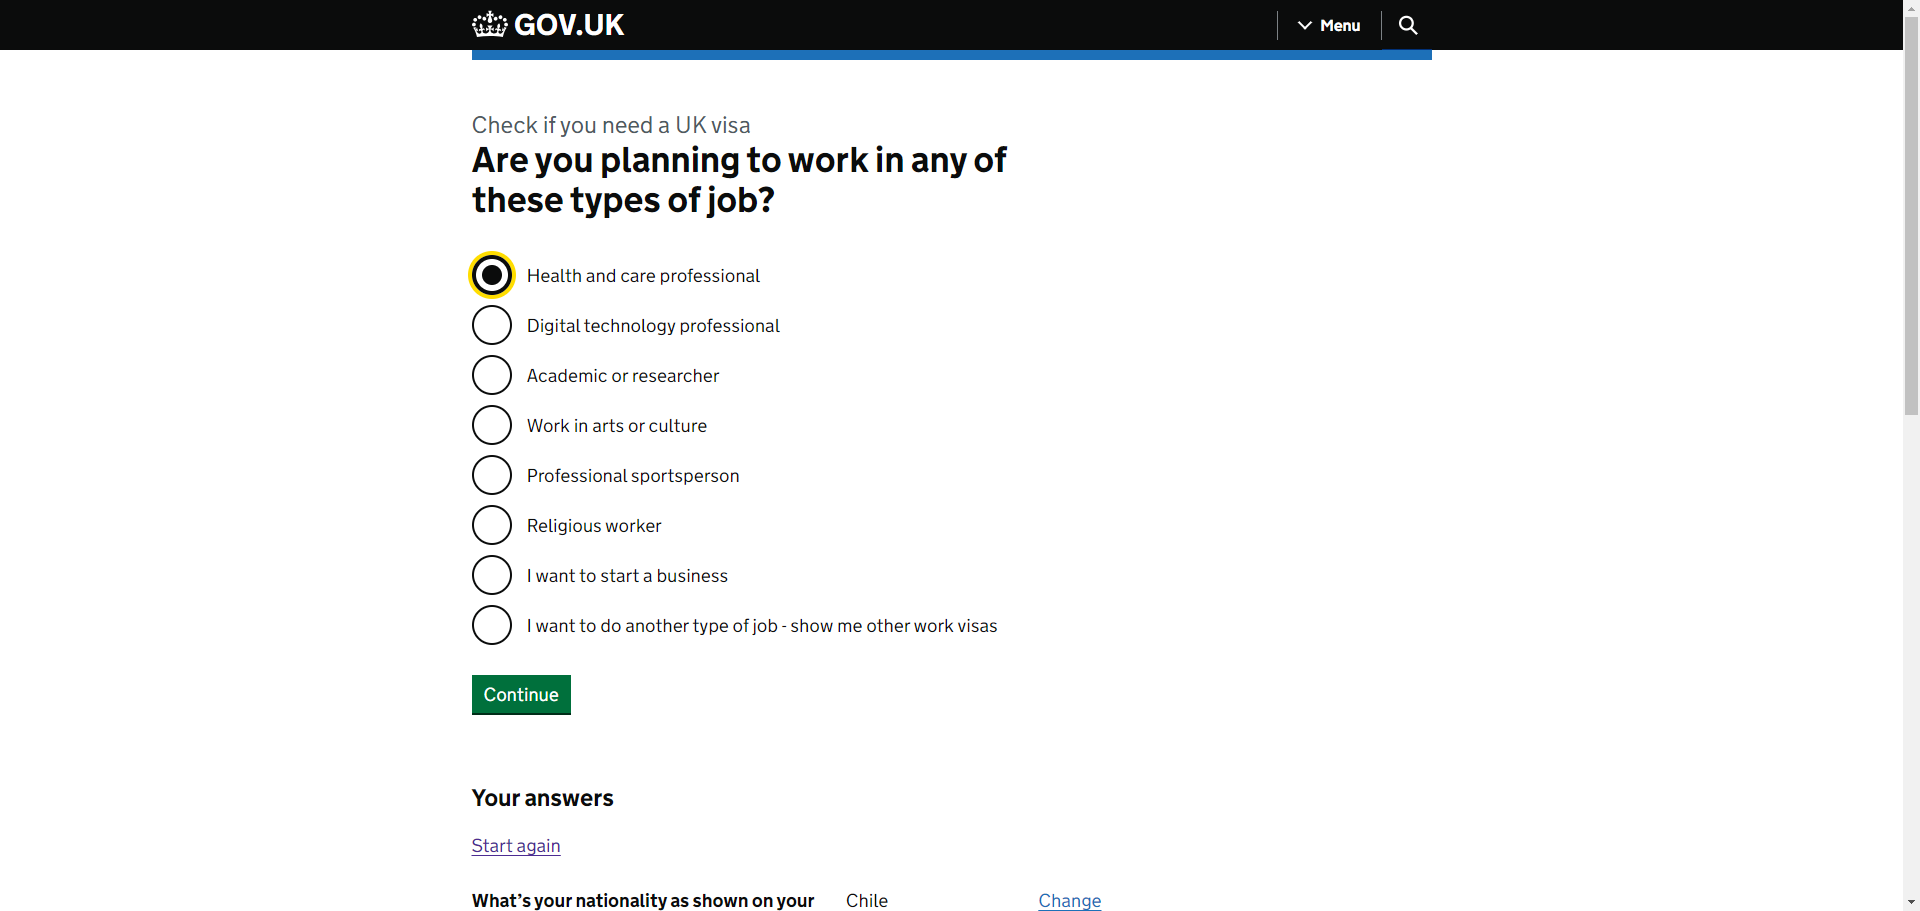 GOV.UK
Menu
Check if you need a UK visa
Are you planning to work in any of
these types of job?
Health and care professional
Digital technology professional
Academic or researcher
Work in arts or culture
Professional sportsperson
Religious worker
I want to start a business
I want to do another type of job - show me other work visas
Continue
Your answers
Start again
What's your nationality as shown on your Chile Change